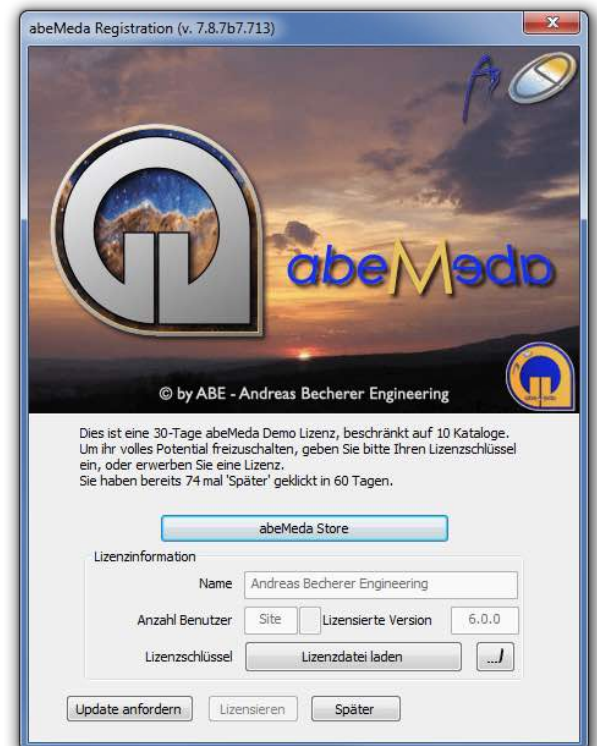 abeMeda Registration (v. 7.8.7b7.713)
abeMeda
© by ABE - Andreas Becherer Engineering
Dies ist eine 30-Tage abeMeda Demo Lizenz, beschränkt auf 10 Kataloge.
Um ihr volles Potential freizuschalten, geben Sie bitte Ihren Lizenzschlüssel
ein, oder erwerben Sie eine Lizenz.
Sie haben bereits 74 mal 'Später' geklickt in 60 Tagen.
abeMeda Store
Lizenzinformation
Name Andreas Becherer Engineering
Anzahl Benutzer Site Lizensierte Version 6.0.0
Lizenzschlüssel Lizenzdatei laden .../
Update anfordern Lizensieren Später